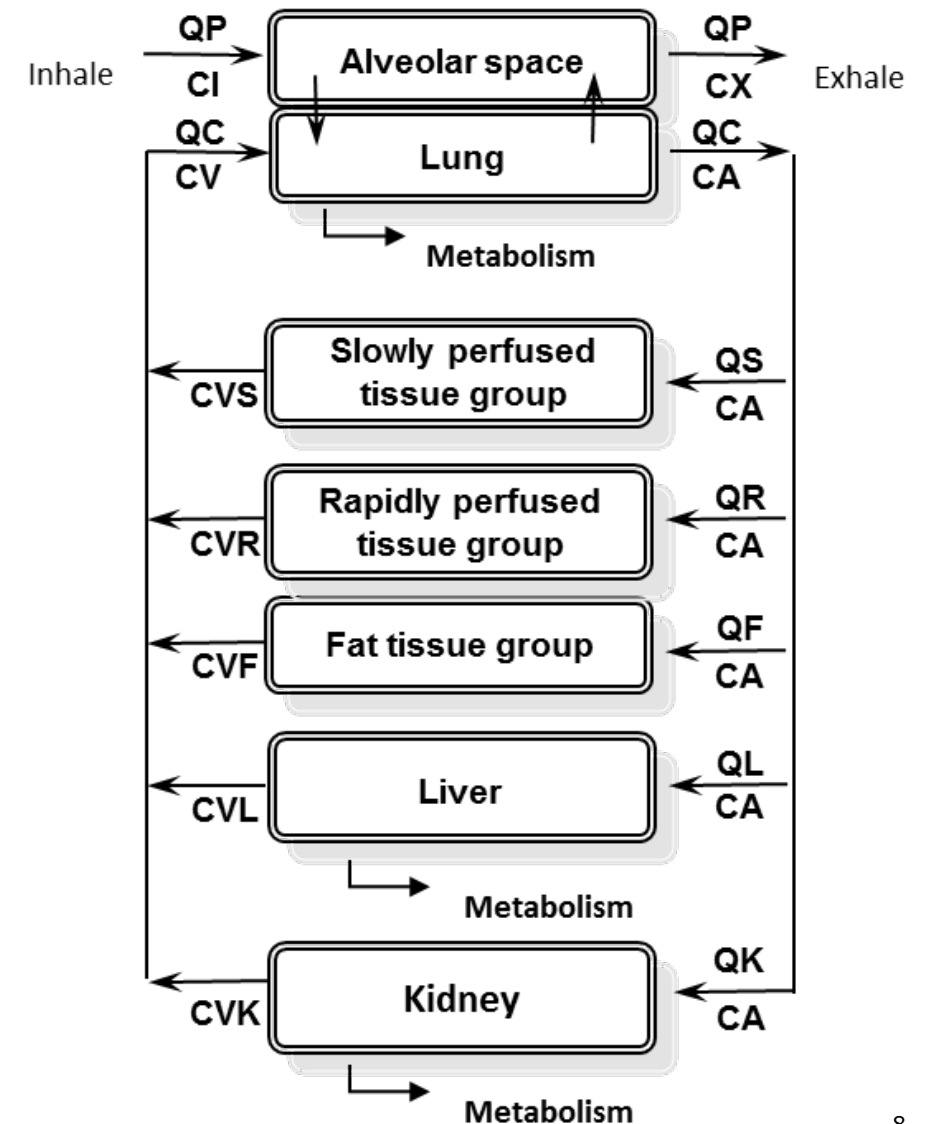 QP
QP
Alveolar space
Inhale
CI
CX
Exhale
QC
QC
Lung
CV
CA
Metabolism
Slowly perfused
tissue group
QS
CVS
CA
Rapidly perfused
tissue group
QR
CVR
CA
QF
Fat tissue group
CVF
CA
QL
Liver
CVL
CA
Metabolism
QK
Kidney
CVK
CA
Metabolism